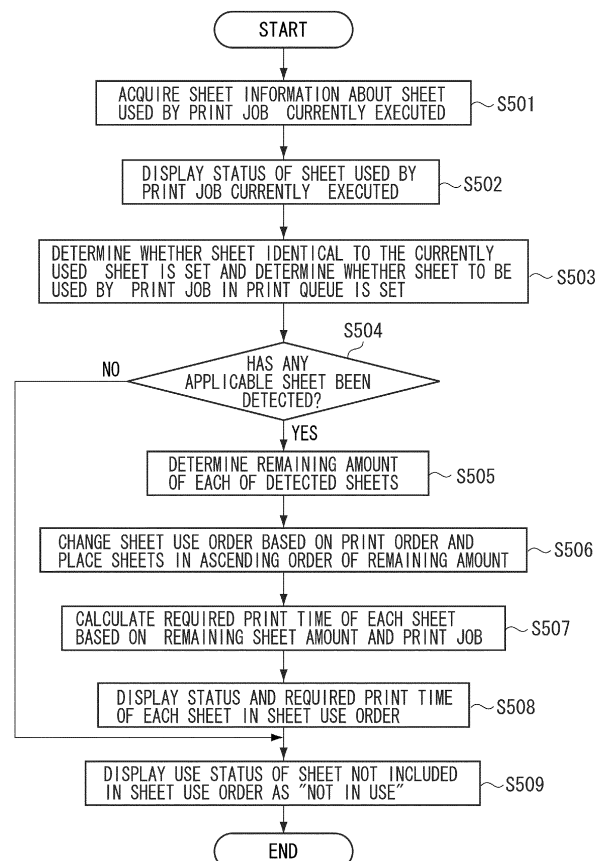 START
ACQUIRE SHEET INFORMATION ABOUT SHEET
USED BY PRINT JOB CURRENTLY EXECUTED
S501
DISPLAY STATUS OF SHEET USED BY
PRINT JOB CURRENTLY EXECUTED
S502
DETERMINE WHETHER SHEET IDENTICAL TO THE CURRENTLY
USED SHEET IS SET AND DETERMINE WHETHER SHEET TO BE
USED BY PRINT JOB IN PRINT QUEUE IS SET
S503
S504
HAS ANY
APPLICABLE SHEET BEEN
DETECTED?
NO
YES
DETERMINE REMAINING AMOUNT
OF EACH OF DETECTED SHEETS
S505
CHANGE SHEET USE ORDER BASED ON PRINT ORDER AND
PLACE SHEETS IN ASCENDING ORDER OF REMAINING AMOUNT
S506
CALCULATE REQUIRED PRINT TIME OF EACH SHEET
BASED ON REMAINING SHEET AMOUNT AND PRINT JOB
S507
DISPLAY STATUS AND REQUIRED PRINT TIME
OF EACH SHEET IN SHEET USE ORDER
S508
DISPLAY USE STATUS OF SHEET NOT INCLUDED
IN SHEET USE ORDER AS "NOT IN USE"
S509
END